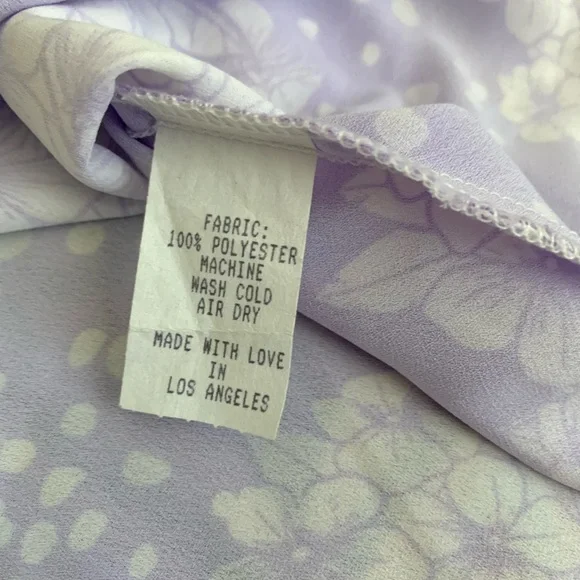 FABRIC:
100% POLYESTER
MACHINE
WASH COLD
AIR DRY
MADE WITH LOVE
IN
LOS ANGELES